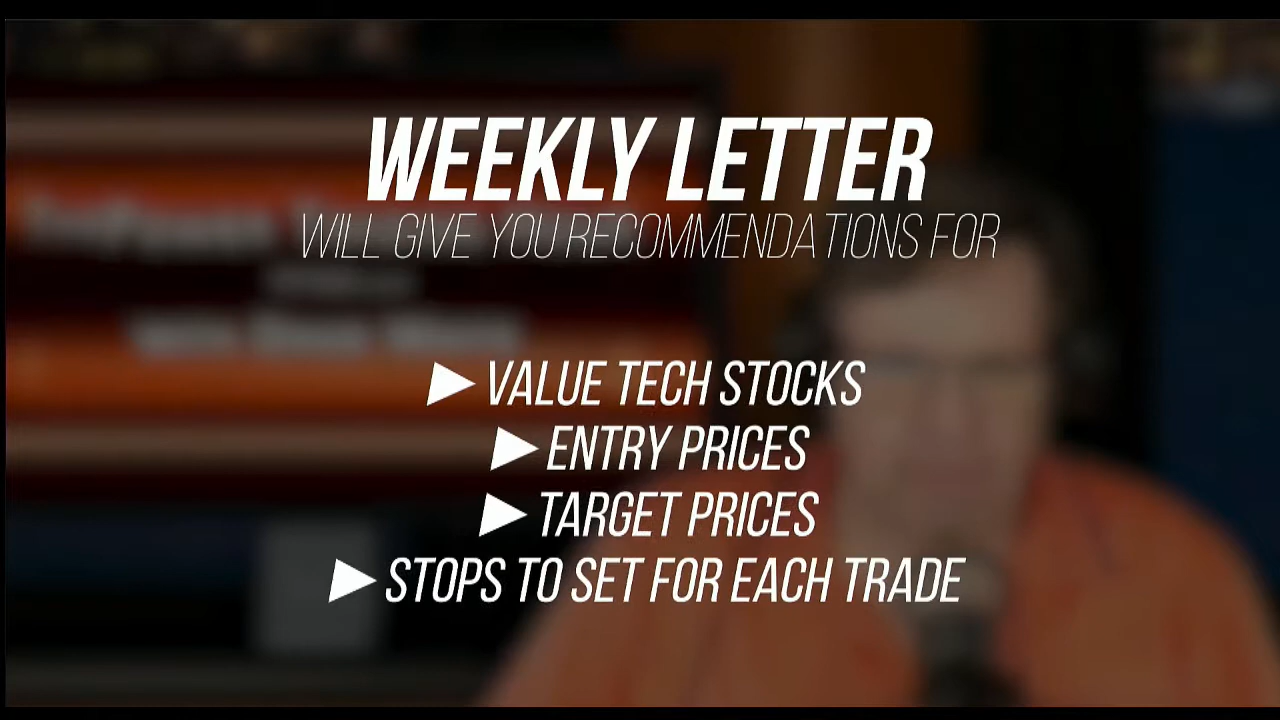 WEEKLY LETTER
WILL GIVE YOU RECOMMENDATIONS FOR
► VALUE TECH STOCKS
► ENTRY PRICES
► TARGET PRICES
► STOPS TO SET FOR EACH TRADE